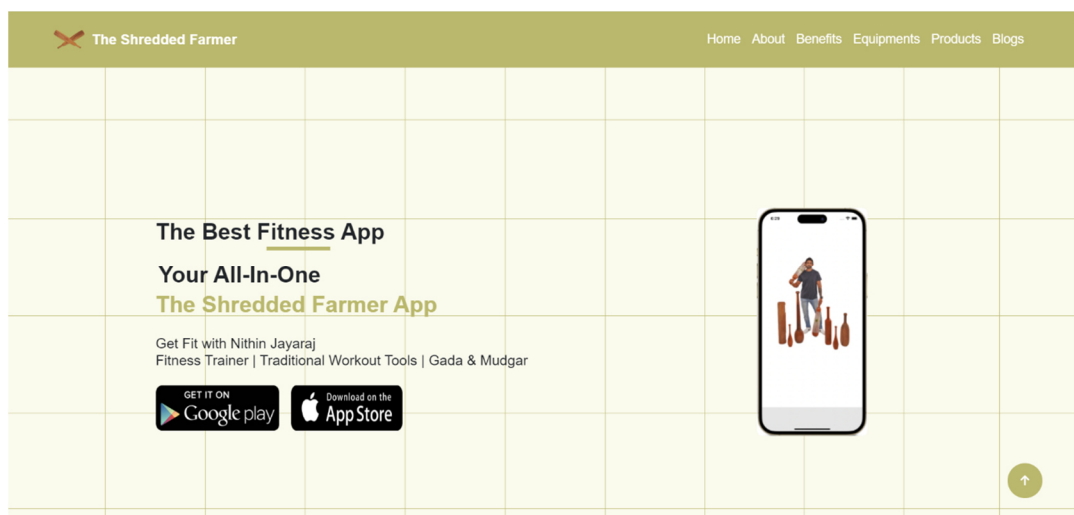 The Shredded Farmer
Home About Benefits Equipments Products Blogs
The Best Fitness App
Your All-In-One
The Shredded Farmer App
Get Fit with Nithin Jayaraj
Fitness Trainer | Traditional Workout Tools | Gada & Mudgar
GET IT ON
Google play
Download on the
App Store
6:28